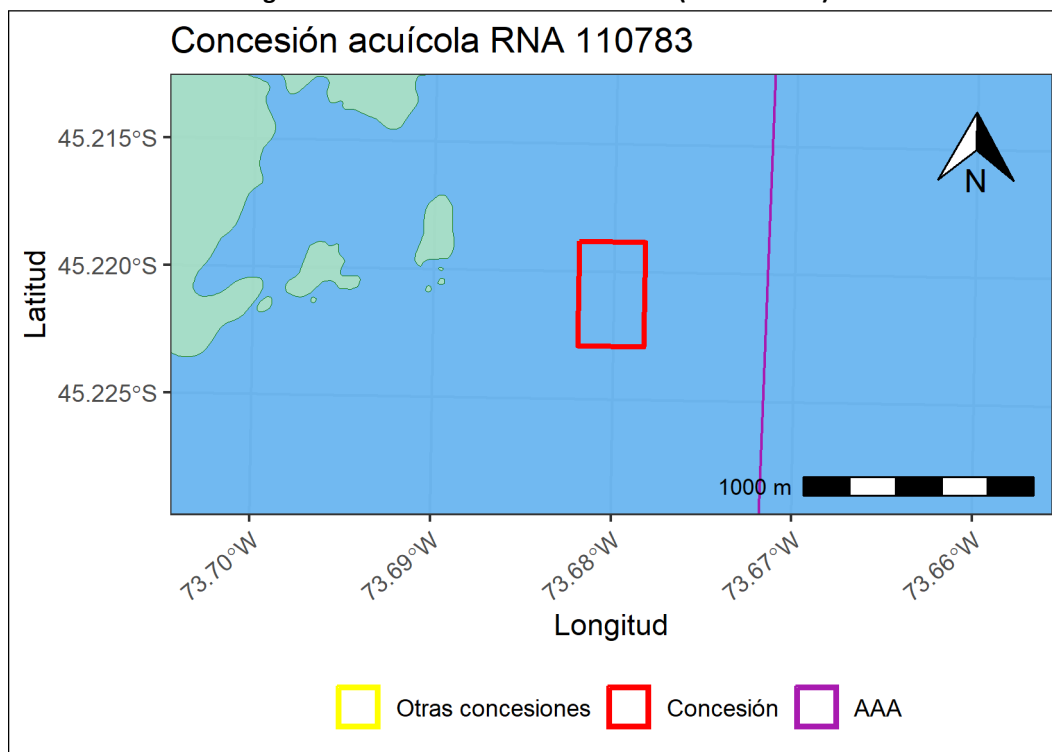 Concesión acuícola RNA 110783
45.215°S
45.220°S
45.225°S
Latitud
N
1000 m
73.70°W
73.69°W
73.68°W
73.67°W
73.66°W
Longitud
Otras concesiones
Concesión
AAA